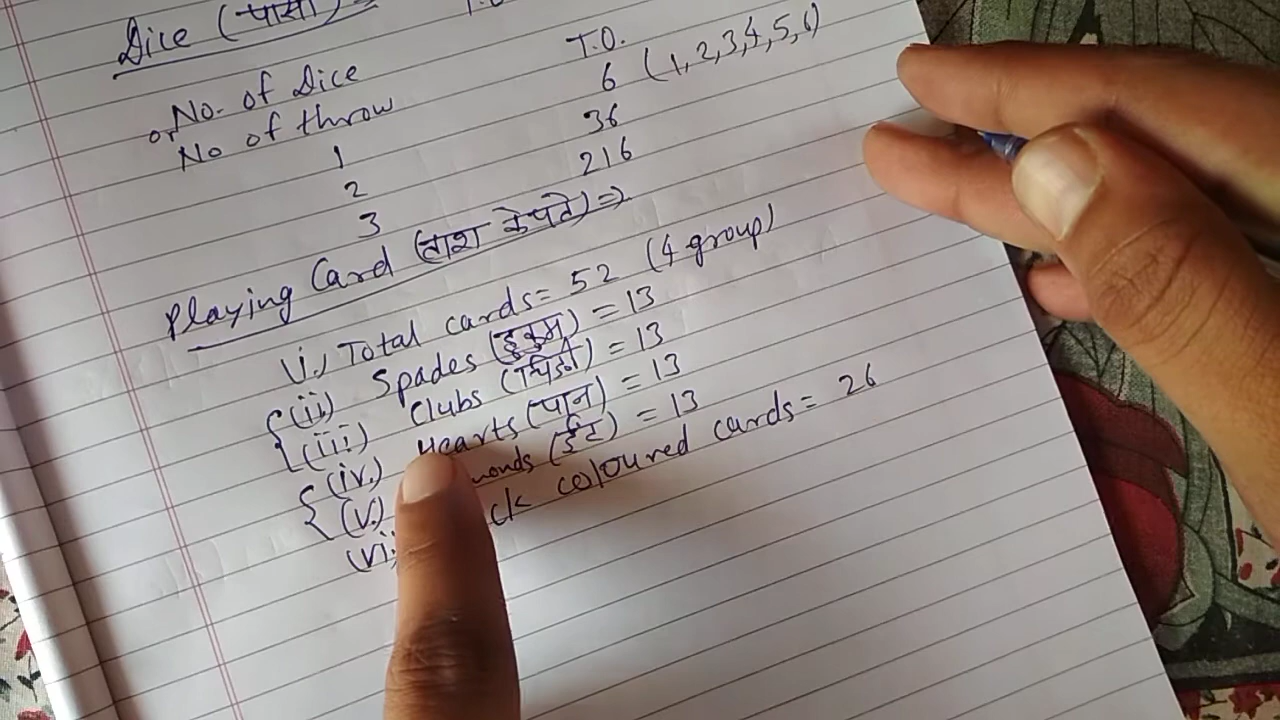 Dice (पासा) =
T.O.
No. of Dice 6 (1,2,3,4,5,6)
or No of throw 36
1 216
2
3
Playing Card (ताश के पते) =>
(i) Total cards = 52 (4 group)
(ii) Spades (हुकुम) = 13
(iii) Clubs (चिड़ी) = 13
(iv.) Hearts (पान) = 13
(v.) monds (ईंट) = 13
(vi) ck coloured cards = 26